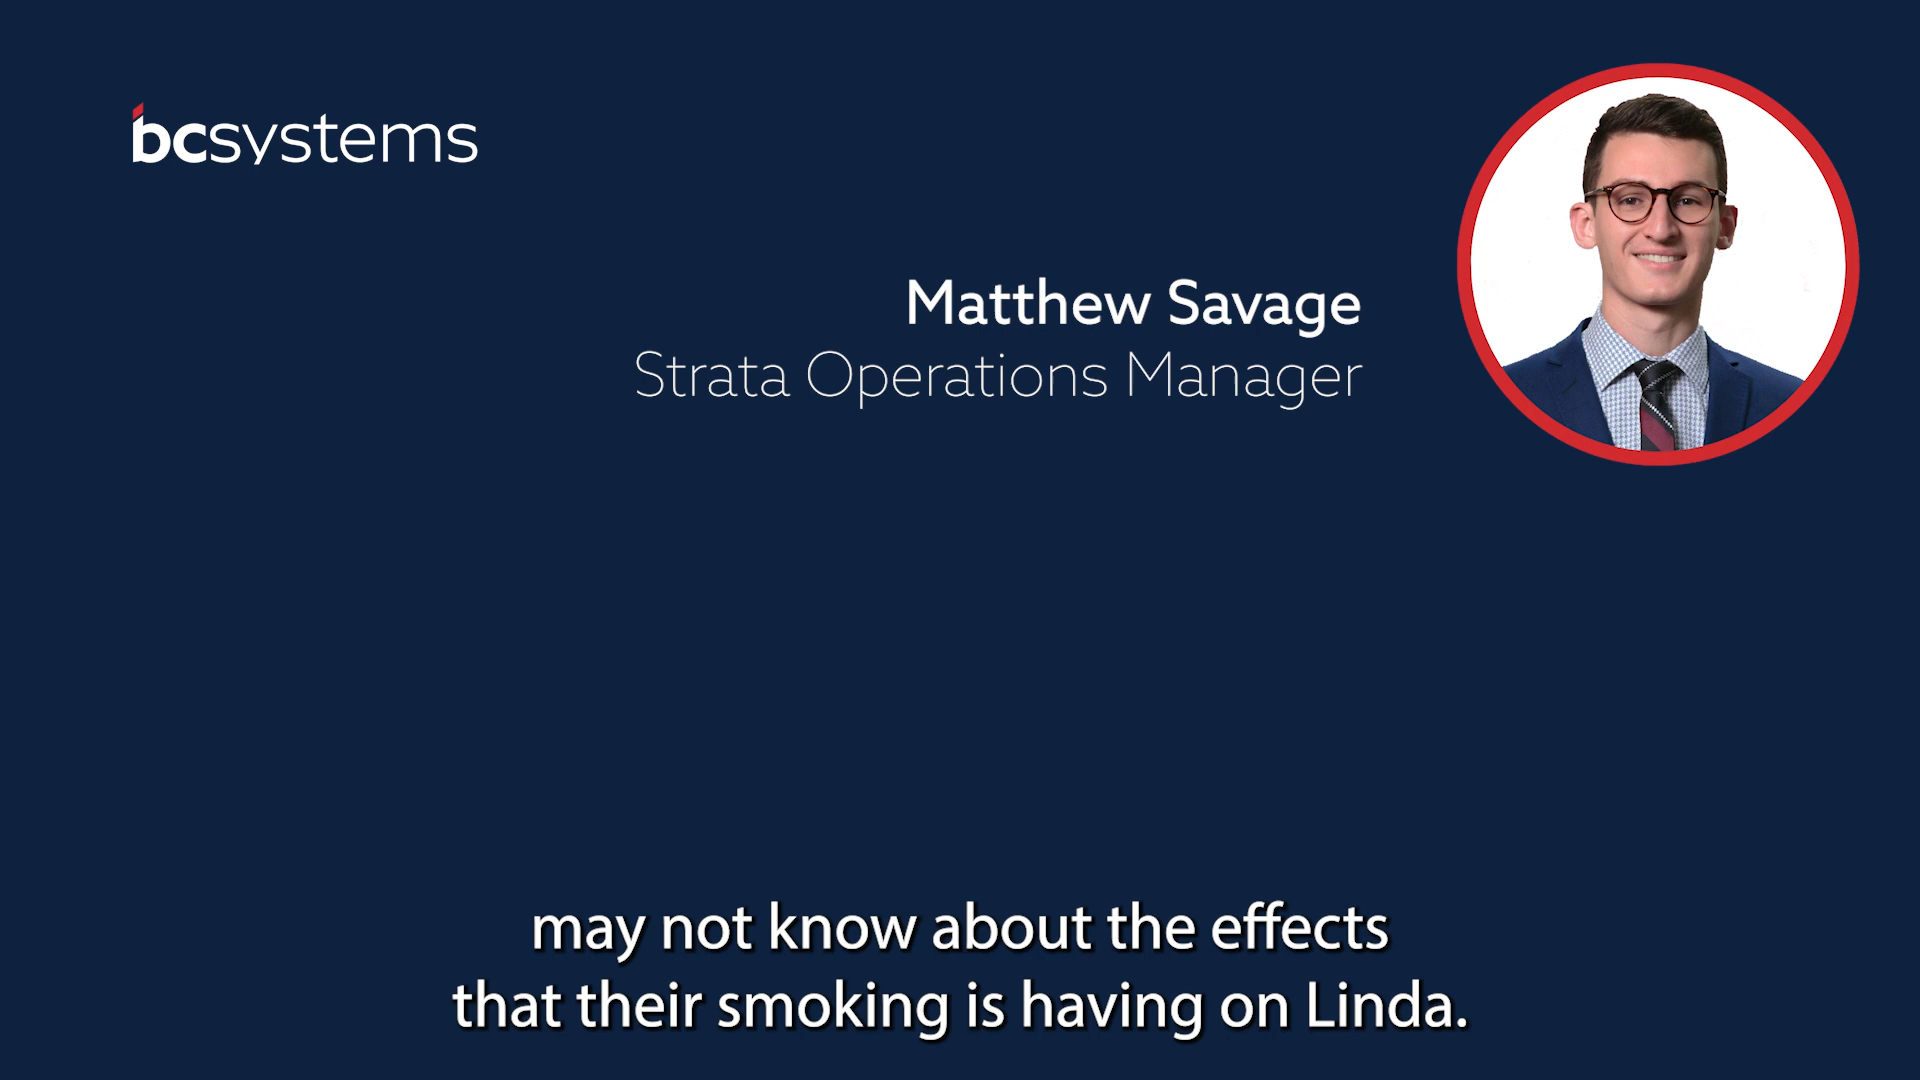 bcsystems
Matthew Savage
Strata Operations Manager
may not know about the effects
that their smoking is having on Linda.